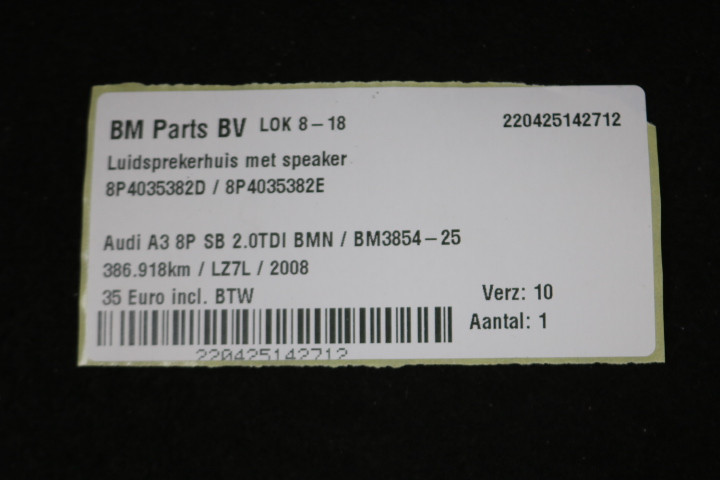 BM Parts BV LOK 8-18 220425142712
Luidsprekerhuis met speaker
8P4035382D / 8P4035382E
Audi A3 8P SB 2.0TDI BMN / BM3854-25
386.918km / LZ7L / 2008
35 Euro incl. BTW Verz: 10
Aantal: 1
220425142712